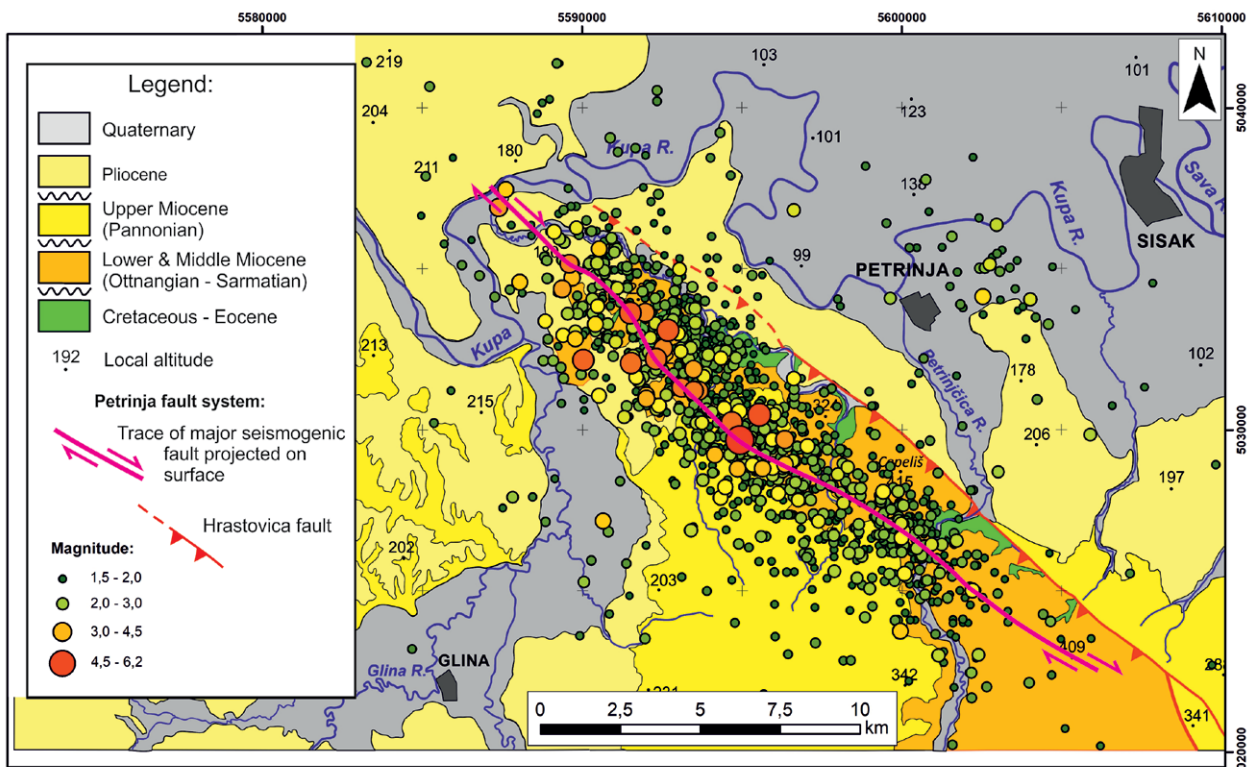 5580000
5590000
5600000
5610000
5040000
5030000
5020000
N
Legend:
Quaternary
Pliocene
Upper Miocene
(Pannonian)
Lower & Middle Miocene
(Ottnangian - Sarmatian)
Cretaceous - Eocene
192
Local altitude
Petrinja fault system:
Trace of major seismogenic
fault projected on
surface
Hrastovica fault
Magnitude:
1,5 - 2,0
2,0 - 3,0
3,0 - 4,5
4,5 - 6,2
219
103
101
204
123
101
180
211
Kupa R.
138
Kupa R.
Sava R.
SISAK
99
PETRINJA
Kupa
213
102
Petrinjčica R.
178
215
206
Cepeliš
197
202
203
409
GLINA
Glina R.
342
341
0
2,5
5
7,5
10
km